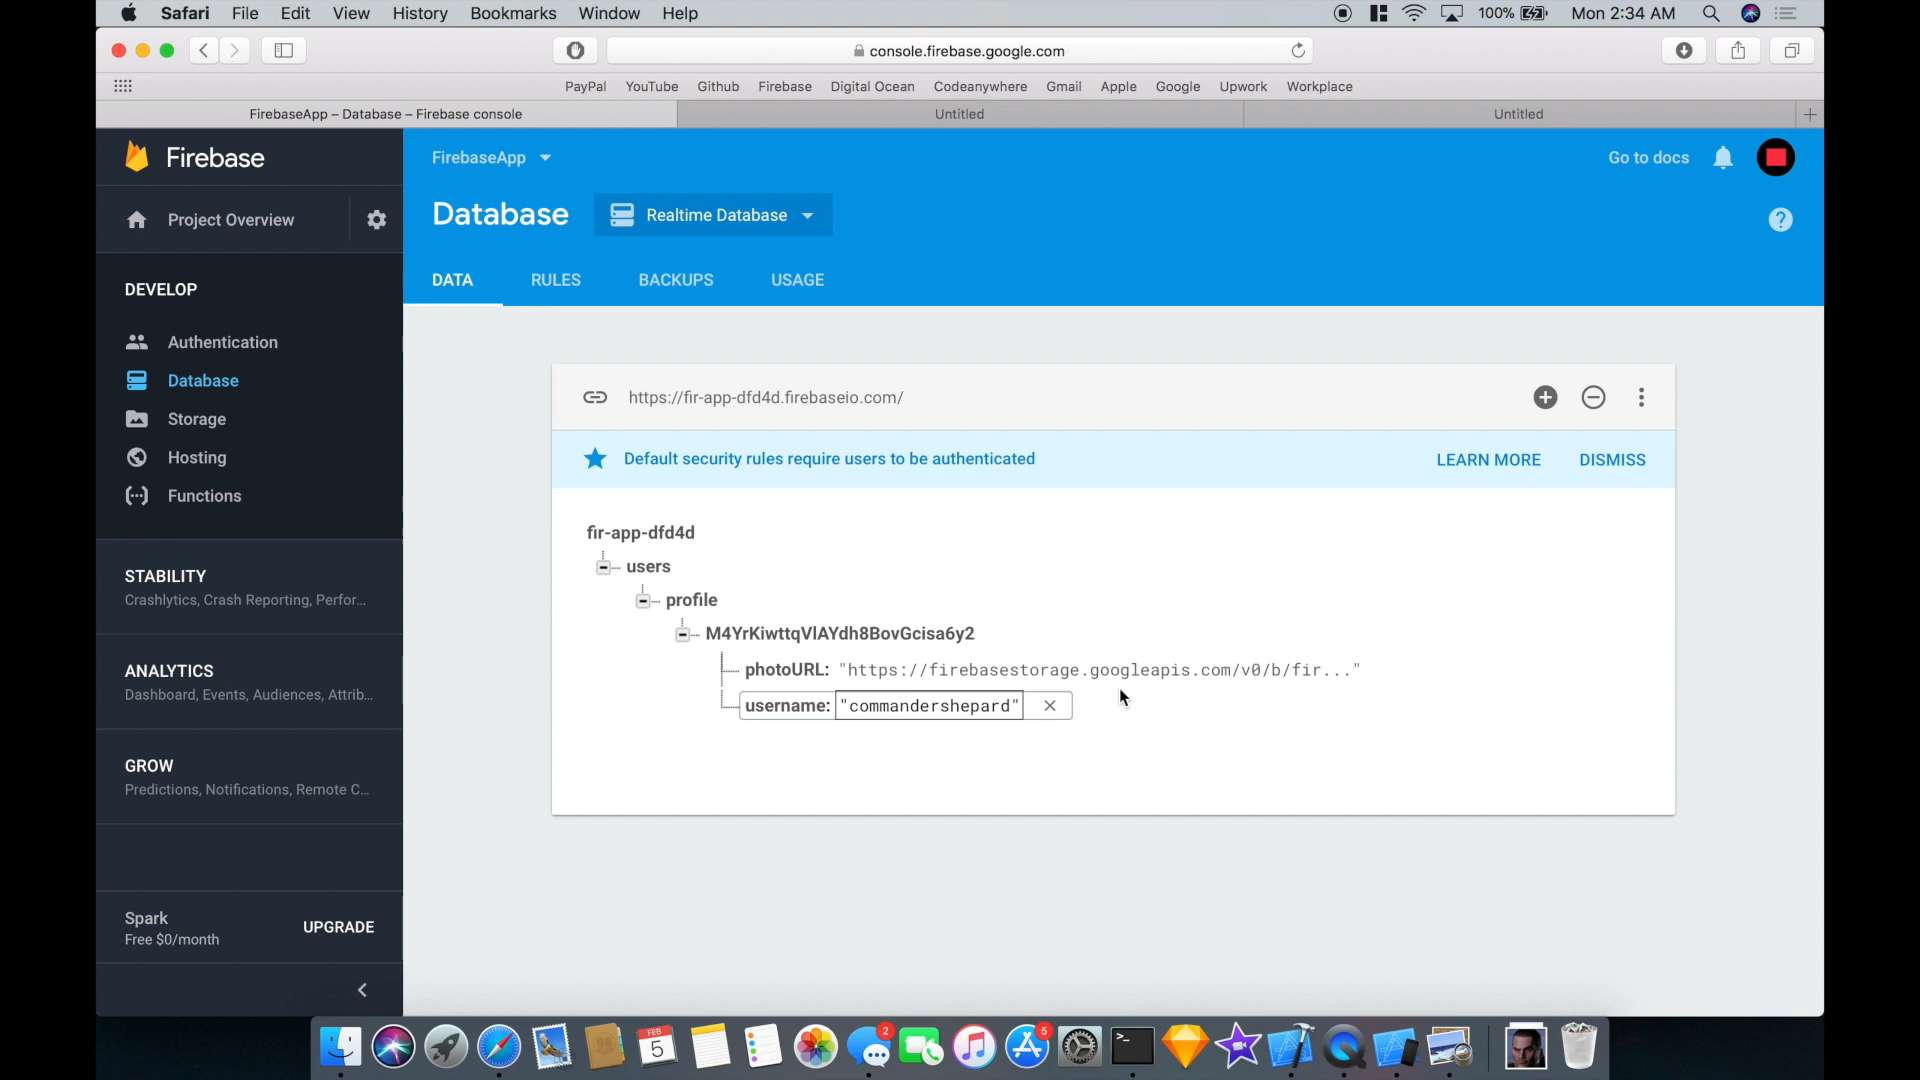 Safari File Edit View History Bookmarks Window Help 100% Mon 2:34 AM
console.firebase.google.com
PayPal YouTube Github Firebase Digital Ocean Codeanywhere Gmail Apple Google Upwork Workplace
FirebaseApp – Database – Firebase console Untitled Untitled
Firebase
FirebaseApp Go to docs
Project Overview
Database Realtime Database
DATA RULES BACKUPS USAGE
DEVELOP
Authentication
Database
Storage
Hosting
Functions
STABILITY
Crashlytics, Crash Reporting, Perfor...
ANALYTICS
Dashboard, Events, Audiences, Attrib...
GROW
Predictions, Notifications, Remote C...
Spark
Free $0/month
UPGRADE
https://fir-app-dfd4d.firebaseio.com/
Default security rules require users to be authenticated LEARN MORE DISMISS
fir-app-dfd4d
users
profile
M4YrKiwttqVlAYdh8BovGcisa6y2
photoURL: "https://firebasestorage.googleapis.com/v0/b/fir..."
username: "commandershepard"
FEB
5
2
5